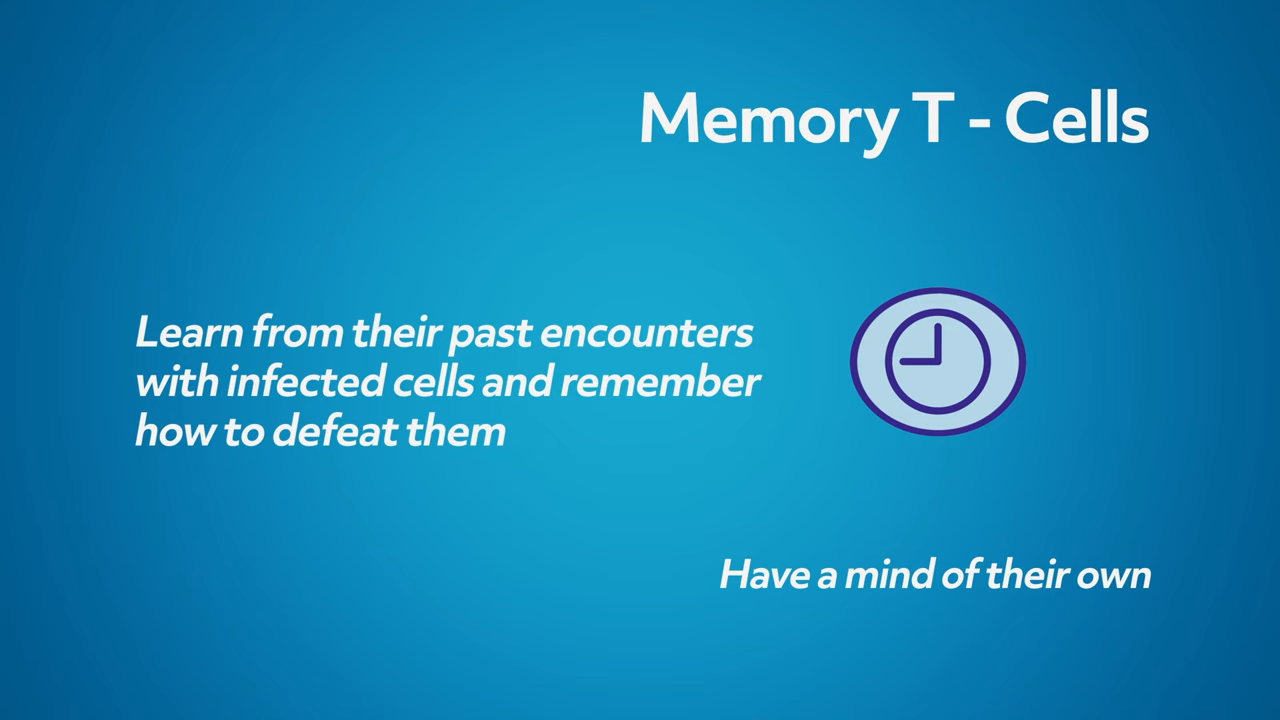 Memory T - Cells
Learn from their past encounters
with infected cells and remember
how to defeat them
Have a mind of their own